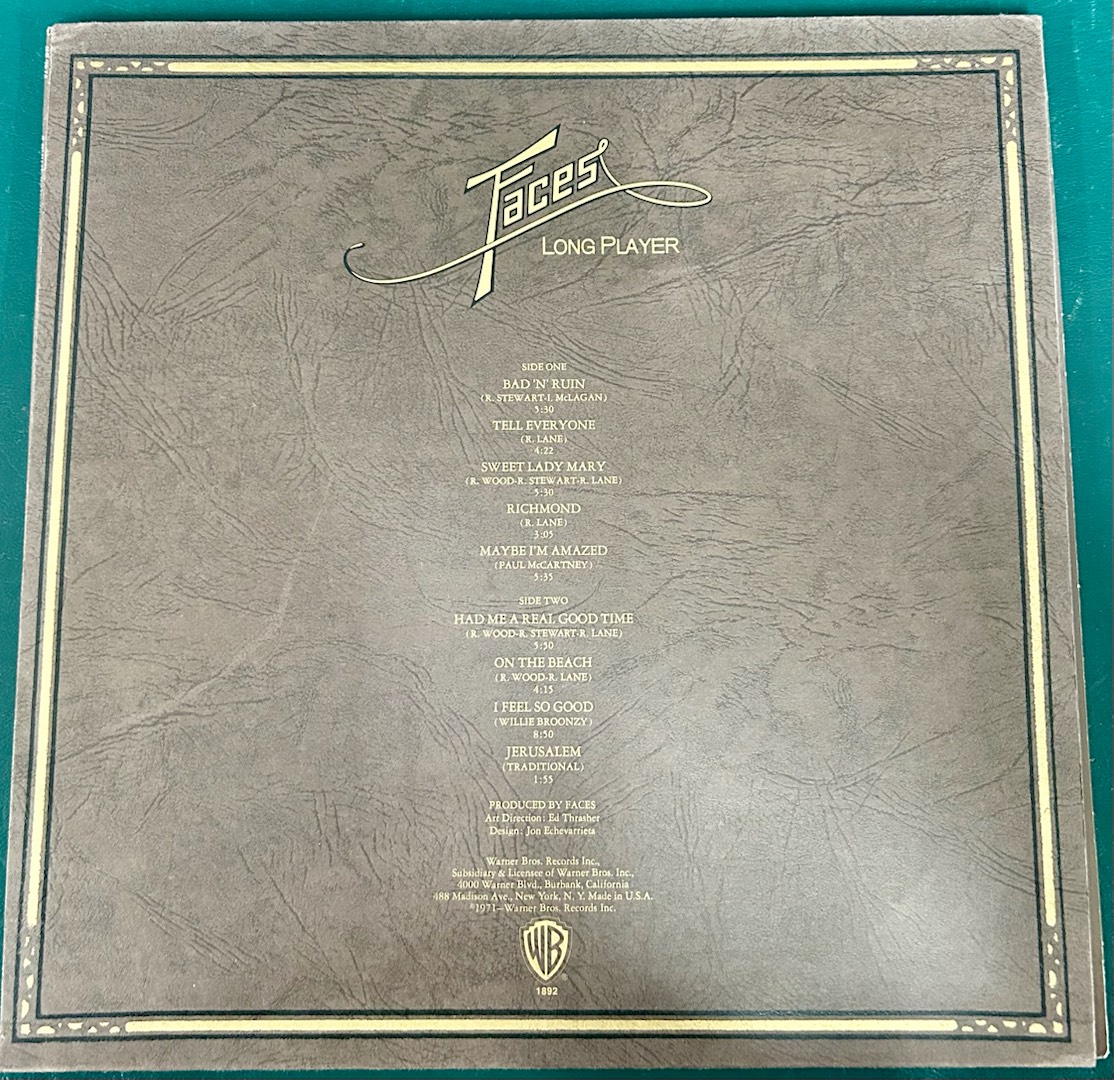 Faces
LONG PLAYER
SIDE ONE
BAD 'N' RUIN
(R. STEWART-I. McLAGAN)
5:30
TELL EVERYONE
(R. LANE)
4:22
SWEET LADY MARY
(R. WOOD-R. STEWART-R. LANE)
5:30
RICHMOND
(R. LANE)
3:05
MAYBE I'M AMAZED
(PAUL McCARTNEY)
5:35
SIDE TWO
HAD ME A REAL GOOD TIME
(R. WOOD-R. STEWART-R. LANE)
5:50
ON THE BEACH
(R. WOOD-R. LANE)
4:15
I FEEL SO GOOD
(WILLIE BROONZY)
8:50
JERUSALEM
(TRADITIONAL)
1:55
PRODUCED BY FACES
Art Direction: Ed Thrasher
Design: Jon Echevarrieta
Warner Bros. Records Inc.,
Subsidiary & Licensee of Warner Bros. Inc.,
4000 Warner Blvd., Burbank, California
488 Madison Ave., New York, N. Y. Made in U.S.A.
©1971—Warner Bros. Records Inc.
WB
®
1892